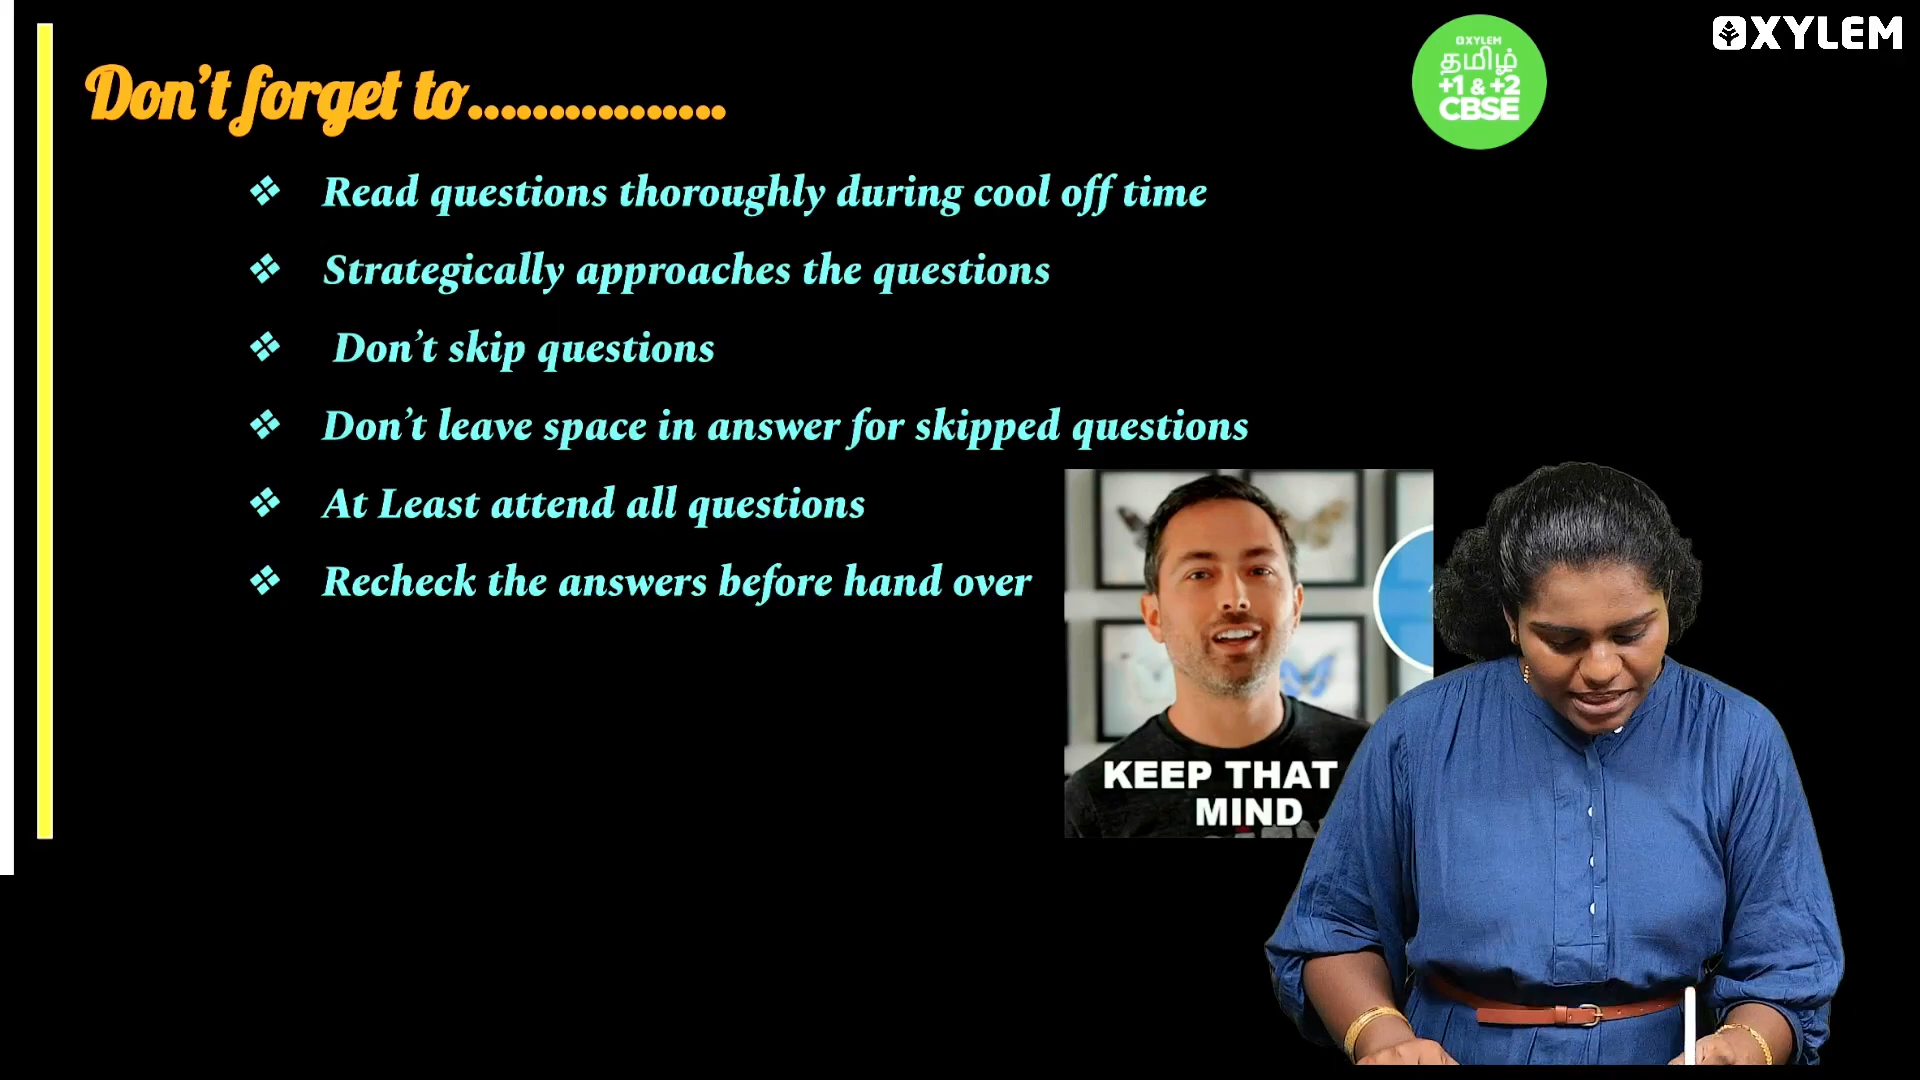 XYLEM
XYLEM
தமிழ்
+1 & +2
CBSE
Don't forget to...............
❖ Read questions thoroughly during cool off time
❖ Strategically approaches the questions
❖ Don't skip questions
❖ Don't leave space in answer for skipped questions
❖ At Least attend all questions
❖ Recheck the answers before hand over
KEEP THAT
MIND